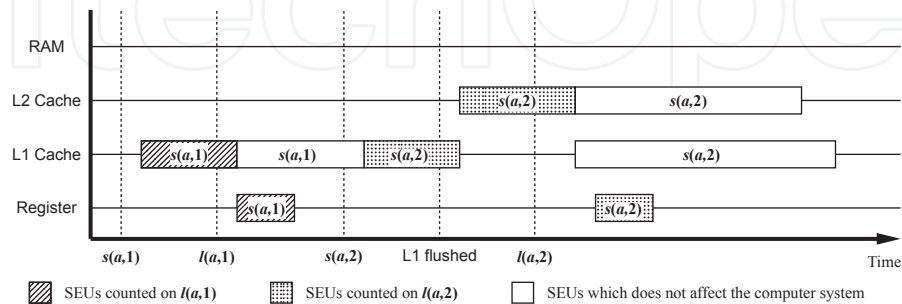 RAM
L2 Cache
s(a,2)
s(a,2)
L1 Cache
s(a,1)
s(a,1)
s(a,2)
s(a,2)
Register
s(a,1)
s(a,2)
s(a,1)
l(a,1)
s(a,2)
L1 flushed
l(a,2)
Time
SEUs counted on l(a,1)
SEUs counted on l(a,2)
SEUs which does not affect the computer system